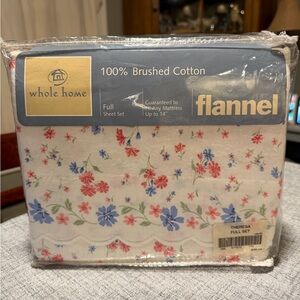 whole home
100% Brushed Cotton
Full
Sheet Set
Guaranteed to
Fit Any Mattress
Up to 14"
flannel
THERESA
FULL SET